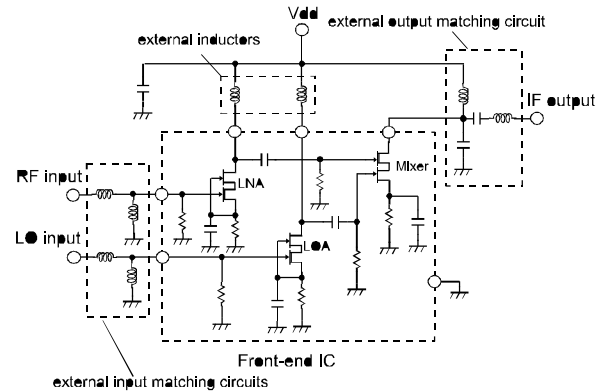 Vdd
external output matching circuit
external inductors
IF output
Mixer
RF input
LNA
LO input
LOA
Front-end IC
external input matching circuits